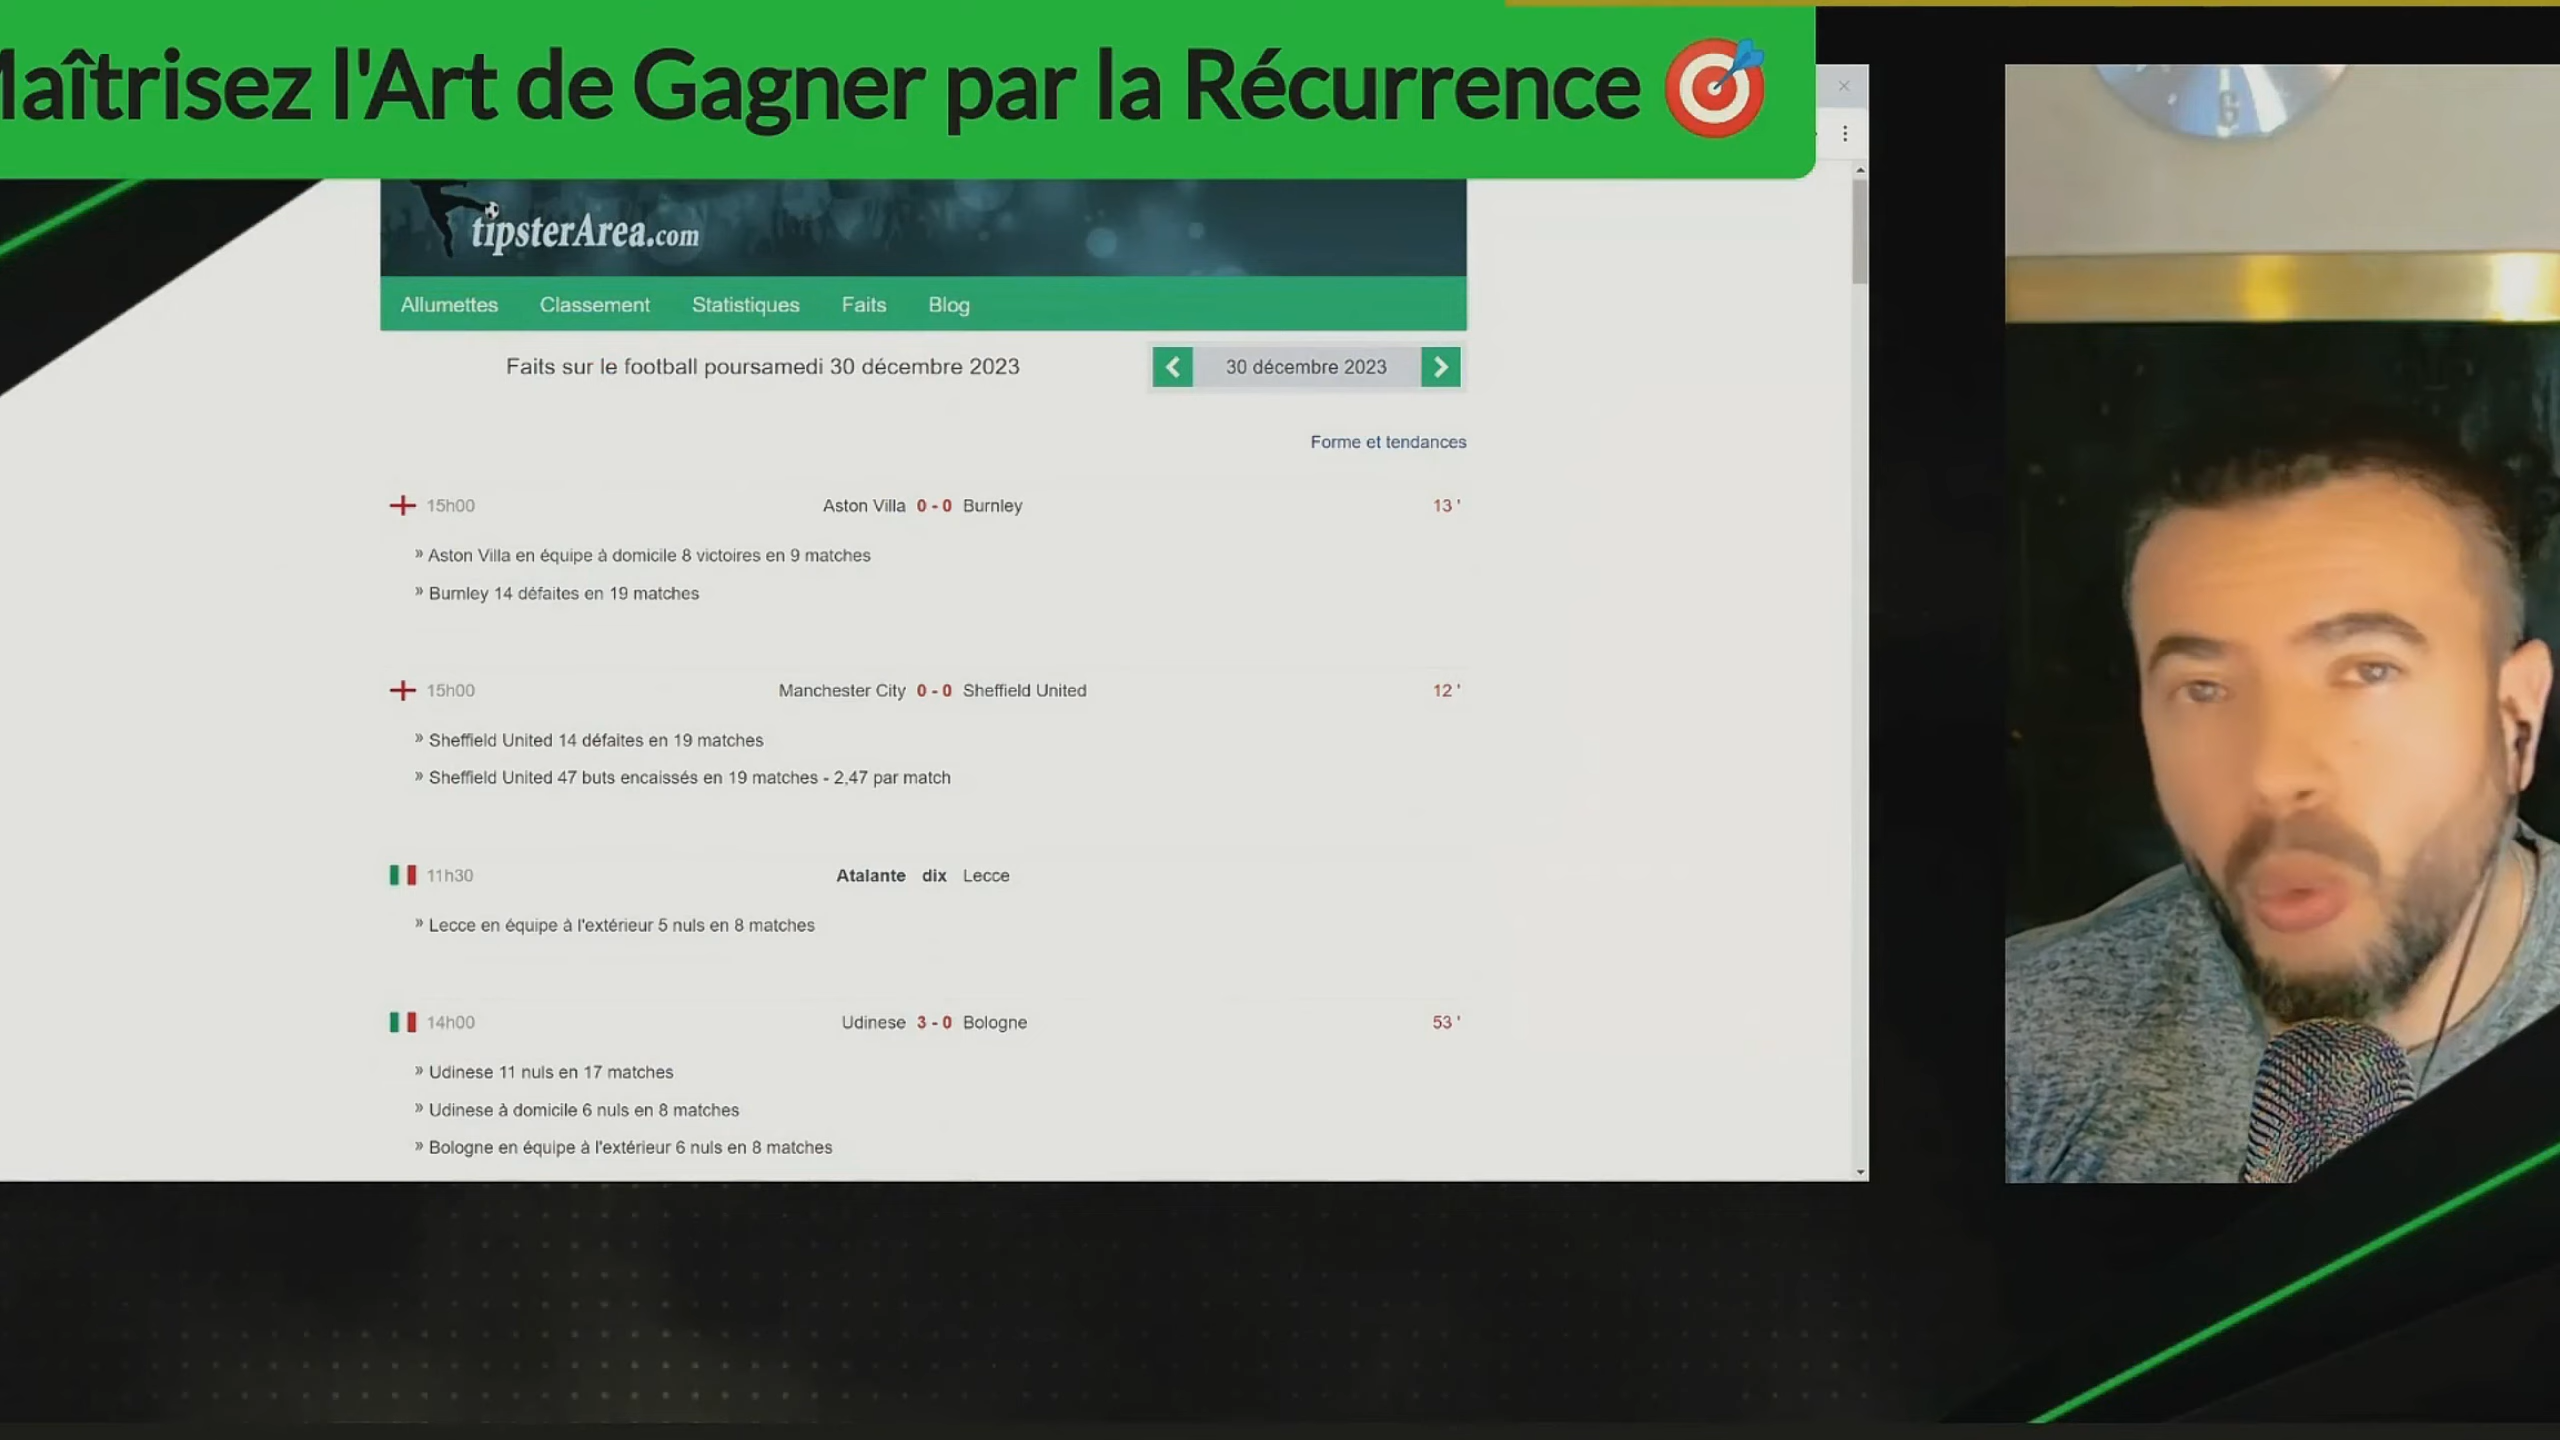 aîtrisez l'Art de Gagner par la Récurrence
tipsterArea.com
Allumettes Classement Statistiques Faits Blog
Faits sur le football poursamedi 30 décembre 2023
30 décembre 2023
Forme et tendances
15h00 Aston Villa 0 - 0 Burnley 13 '
» Aston Villa en équipe à domicile 8 victoires en 9 matches
» Burnley 14 défaites en 19 matches
15h00 Manchester City 0 - 0 Sheffield United 12 '
» Sheffield United 14 défaites en 19 matches
» Sheffield United 47 buts encaissés en 19 matches - 2,47 par match
11h30 Atalante dix Lecce
» Lecce en équipe à l'extérieur 5 nuls en 8 matches
14h00 Udinese 3 - 0 Bologne 53 '
» Udinese 11 nuls en 17 matches
» Udinese à domicile 6 nuls en 8 matches
» Bologne en équipe à l'extérieur 6 nuls en 8 matches